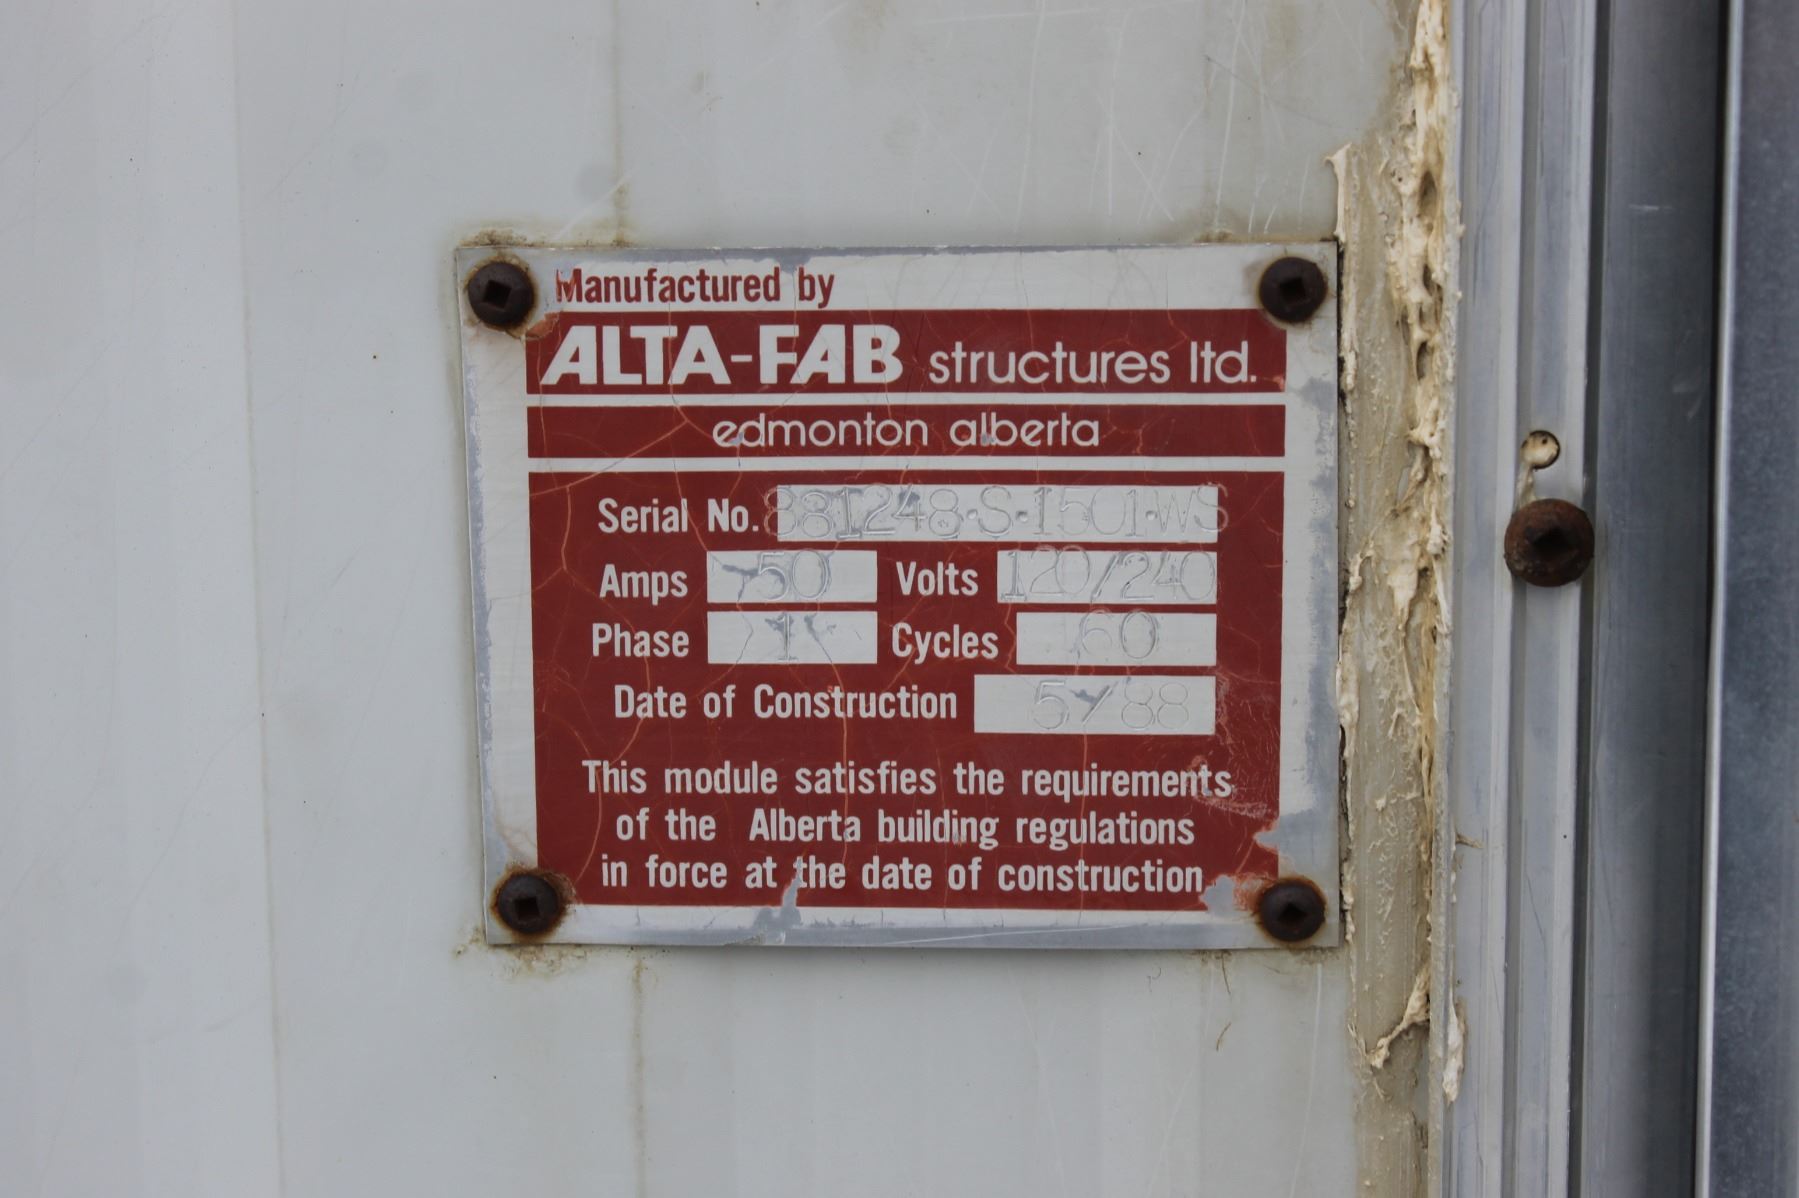 Manufactured by
ALTA-FAB structures ltd.
edmonton alberta
Serial No. 881248·S·1501·WS
Amps 50 Volts 120/240
Phase 1 Cycles 60
Date of Construction 5/88
This module satisfies the requirements
of the Alberta building regulations
in force at the date of construction